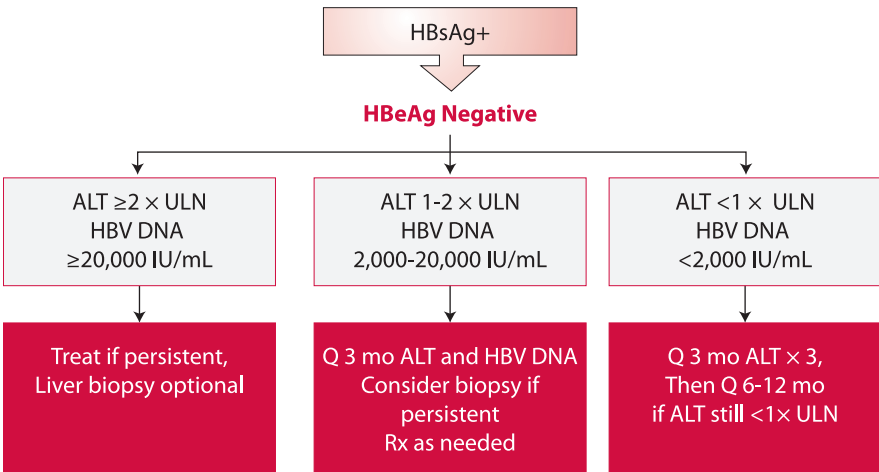 HBsAg+
HBeAg Negative
ALT ≥2 × ULN
HBV DNA
≥20,000 IU/mL
ALT 1-2 × ULN
HBV DNA
2,000-20,000 IU/mL
ALT <1 × ULN
HBV DNA
<2,000 IU/mL
Treat if persistent,
Liver biopsy optional
Q 3 mo ALT and HBV DNA
Consider biopsy if
persistent
Rx as needed
Q 3 mo ALT × 3,
Then Q 6-12 mo
if ALT still <1× ULN